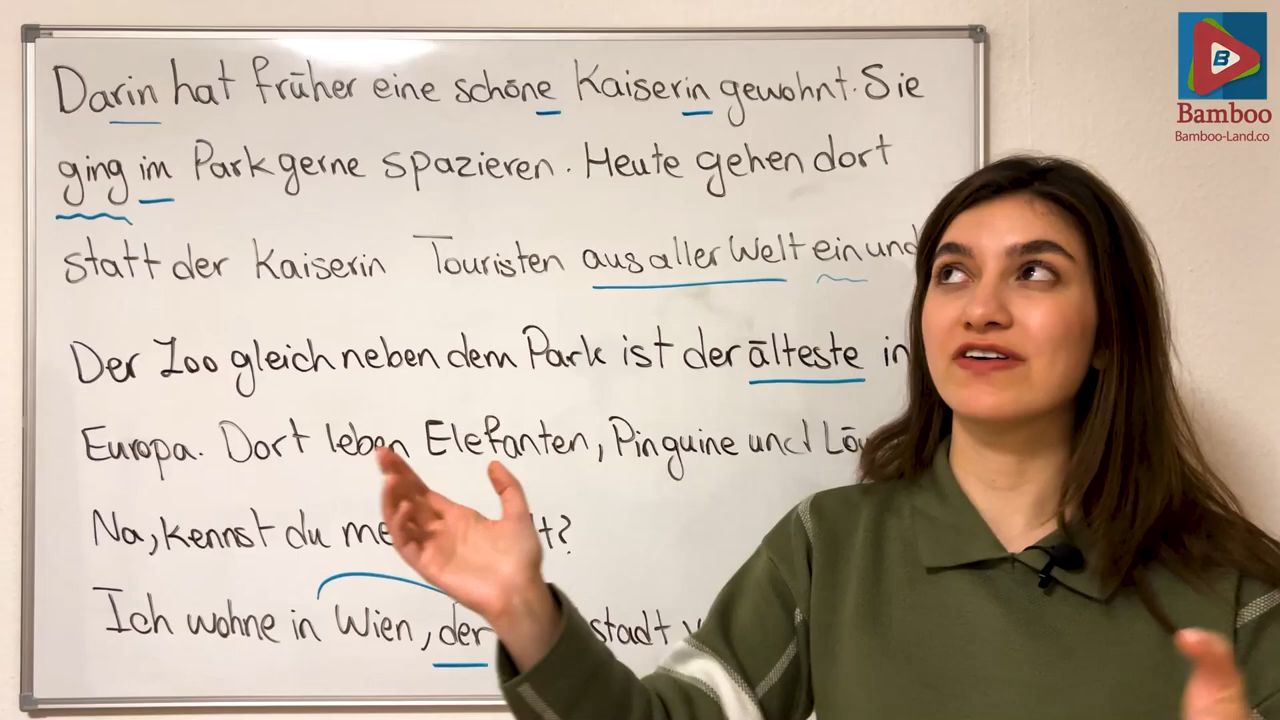 Darin hat früher eine schöne Kaiserin gewohnt. Sie
ging im Park gerne spazieren. Heute gehen dort
statt der Kaiserin Touristen aus aller Welt ein und
Der Zoo gleich neben dem Park ist der älteste in
Europa. Dort leben Elefanten, Pinguine und
Na, kennst du
Ich wohne in Wien, der
B
Bamboo
Bamboo-Land.co